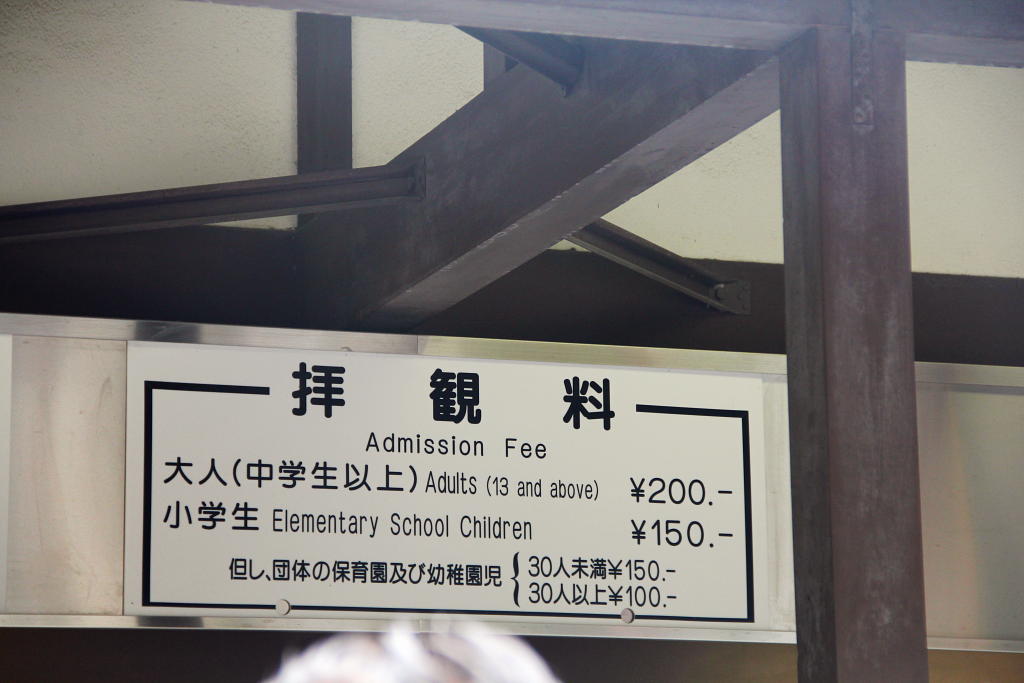 拝観料
Admission Fee
大人(中学生以上) Adults (13 and above) ¥200.-
小学生 Elementary School Children ¥150.-
但し、団体の保育園及び幼稚園児 { 30人未満¥150.-
30人以上¥100.-